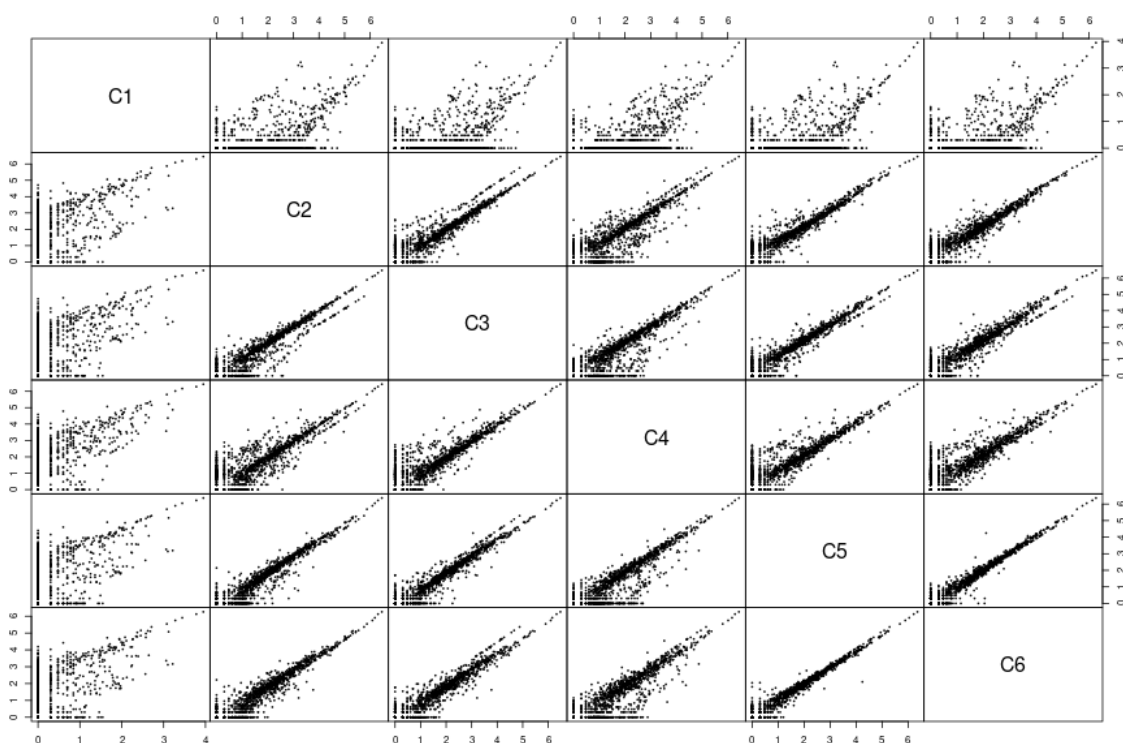 0 1 2 3 4 5 6 0 1 2 3 4 5 6 0 1 2 3 4 5 6
C1 0 1 2 3 4
0 1 2 3 4 5 6 C2
C3 0 1 2 3 4 5 6
0 1 2 3 4 5 6 C4
C5 0 1 2 3 4 5 6
0 1 2 3 4 5 6 C6
0 1 2 3 4 0 1 2 3 4 5 6 0 1 2 3 4 5 6